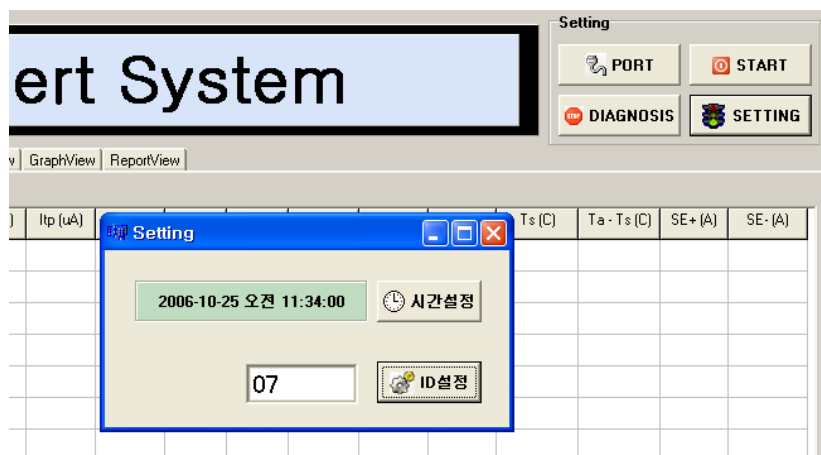 Setting
ert System
PORT
START
DIAGNOSIS
SETTING
GraphView
ReportView
Itp (uA)
Ts (C)
Ta - Ts (C)
SE+ (A)
SE- (A)
Setting
2006-10-25 오전 11:34:00
시간설정
07
ID설정